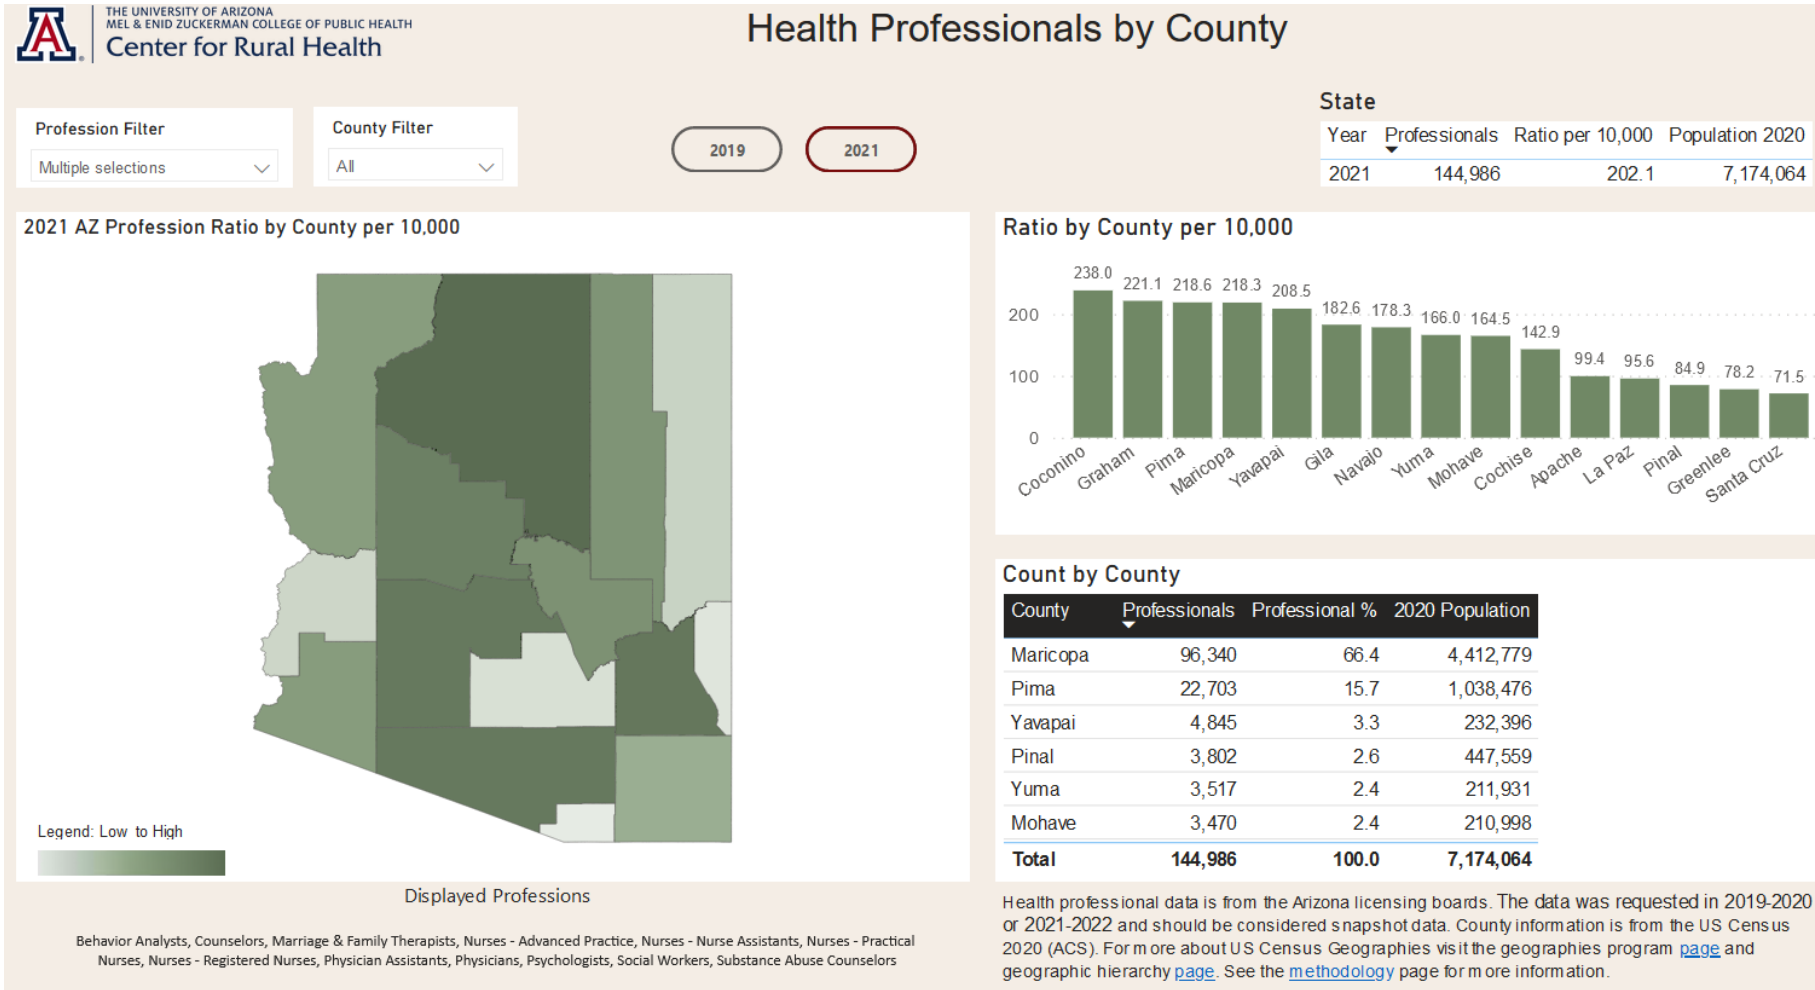 THE UNIVERSITY OF ARIZONA
MEL & ENID ZUCKERMAN COLLEGE OF PUBLIC HEALTH
Center for Rural Health
Health Professionals by County
Profession Filter
Multiple selections
County Filter
All
2019
2021
State
Year Professionals Ratio per 10,000 Population 2020
2021 144,986 202.1 7,174,064
2021 AZ Profession Ratio by County per 10,000
Legend: Low to High
Displayed Professions
Behavior Analysts, Counselors, Marriage & Family Therapists, Nurses - Advanced Practice, Nurses - Nurse Assistants, Nurses - Practical
Nurses, Nurses - Registered Nurses, Physician Assistants, Physicians, Psychologists, Social Workers, Substance Abuse Counselors
Ratio by County per 10,000
200
100
0
238.0 221.1 218.6 218.3 208.5 182.6 178.3 166.0 164.5 142.9 99.4 95.6 84.9 78.2 71.5
Coconino Graham Pima Maricopa Yavapai Gila Navajo Yuma Mohave Cochise Apache La Paz Pinal Greenlee Santa Cruz
Count by County
County Professionals Professional % 2020 Population
Maricopa 96,340 66.4 4,412,779
Pima 22,703 15.7 1,038,476
Yavapai 4,845 3.3 232,396
Pinal 3,802 2.6 447,559
Yuma 3,517 2.4 211,931
Mohave 3,470 2.4 210,998
Total 144,986 100.0 7,174,064
Health professional data is from the Arizona licensing boards. The data was requested in 2019-2020
or 2021-2022 and should be considered snapshot data. County information is from the US Census
2020 (ACS). For more about US Census Geographies visit the geographies program page and
geographic hierarchy page. See the methodology page for more information.